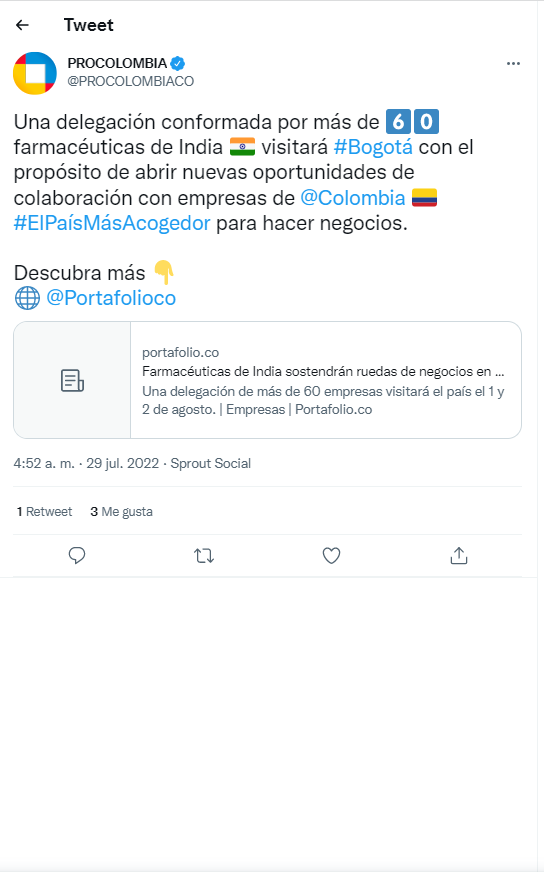 Tweet
PROCOLOMBIA
@PROCOLOMBIACO
Una delegación conformada por más de 6️⃣0️⃣
farmacéuticas de India 🇮🇳 visitará #Bogotá con el
propósito de abrir nuevas oportunidades de
colaboración con empresas de @Colombia 🇨🇴
#ElPaísMásAcogedor para hacer negocios.
Descubra más 👇
🌐 @Portafolioco
portafolio.co
Farmacéuticas de India sostendrán ruedas de negocios en ...
Una delegación de más de 60 empresas visitará el país el 1 y
2 de agosto. | Empresas | Portafolio.co
4:52 a. m. · 29 jul. 2022 · Sprout Social
1 Retweet 3 Me gusta